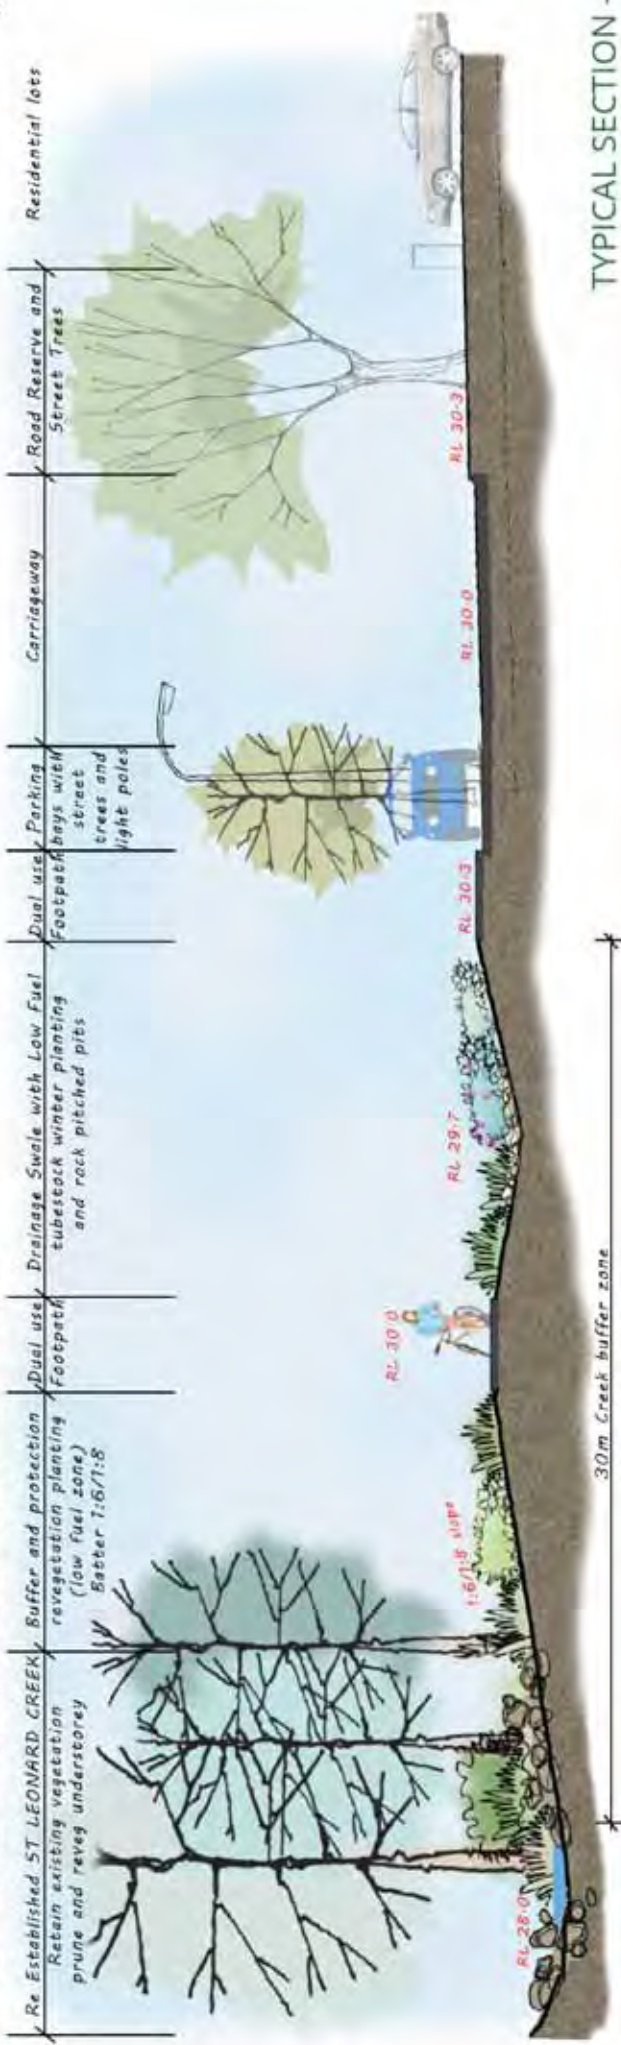 Re Established ST LEONARD CREEK
Retain existing vegetation
prune and reveg understorey
Buffer and protection
revegetation planting
(low fuel zone)
Batter 1:6/1:8
Dual use
Footpath
Drainage Swale with Low Fuel
tubestock winter planting
and rock pitched pits
Dual use
Footpath
Parking
bays with
street
trees and
light poles
Carriageway
Road Reserve and
Street Trees
Residential lots
RL 28.0
1:6/1:8 slope
RL 30.0
RL 29.7
RL 30.3
RL 30.0
RL 30.3
30m Creek buffer zone
TYPICAL SECTION -